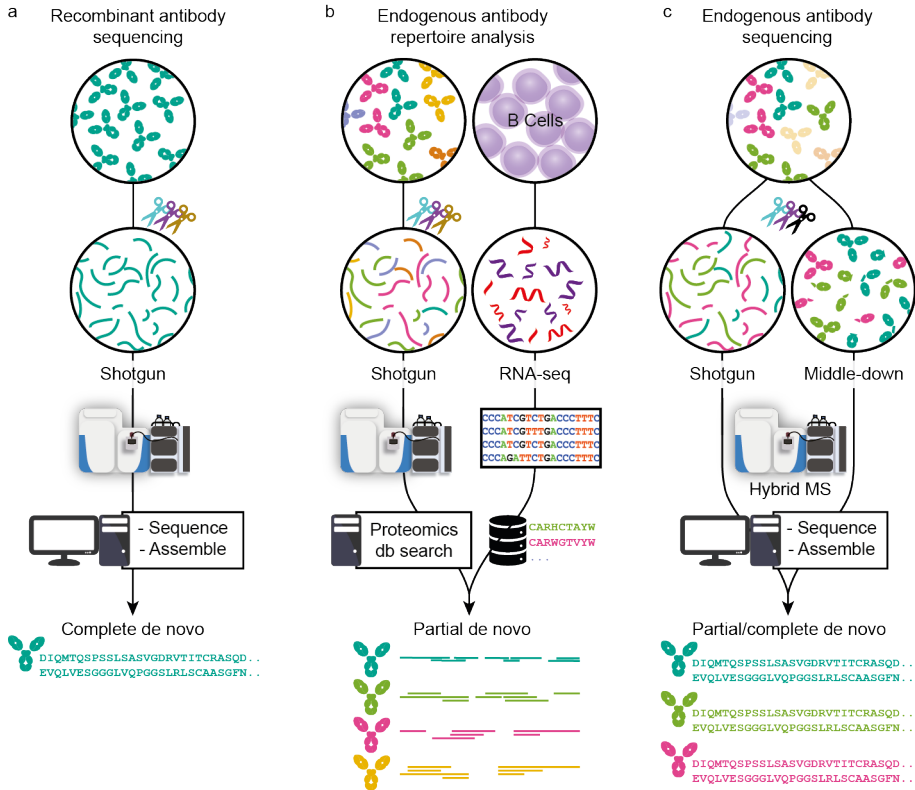 a
Recombinant antibody
sequencing
Shotgun
- Sequence
- Assemble
Complete de novo
DIQMTQSPSSLSASVGDRVTITCRASQD..
EVQLVESGGGLVQPGGSLRLSCAASGFN..
b
Endogenous antibody
repertoire analysis
B Cells
Shotgun
RNA-seq
CCCATCGTCTGACCCTTTC
CCCATCGTTTGACCCTTTC
CCCATCGTCTGACCCTTTC
CCCAGATTCTGACCCTTTC
Proteomics
db search
CARHCTAYW
CARWGTVYW
...
Partial de novo
c
Endogenous antibody
sequencing
Shotgun
Middle-down
Hybrid MS
- Sequence
- Assemble
Partial/complete de novo
DIQMTQSPSSLSASVGDRVTITCRASQD..
EVQLVESGGGLVQPGGSLRLSCAASGFN..
DIQMTQSPSSLSASVGDRVTITCRASQD..
EVQLVESGGGLVQPGGSLRLSCAASGFN..
DIQMTQSPSSLSASVGDRVTITCRASQD..
EVQLVESGGGLVQPGGSLRLSCAASGFN..